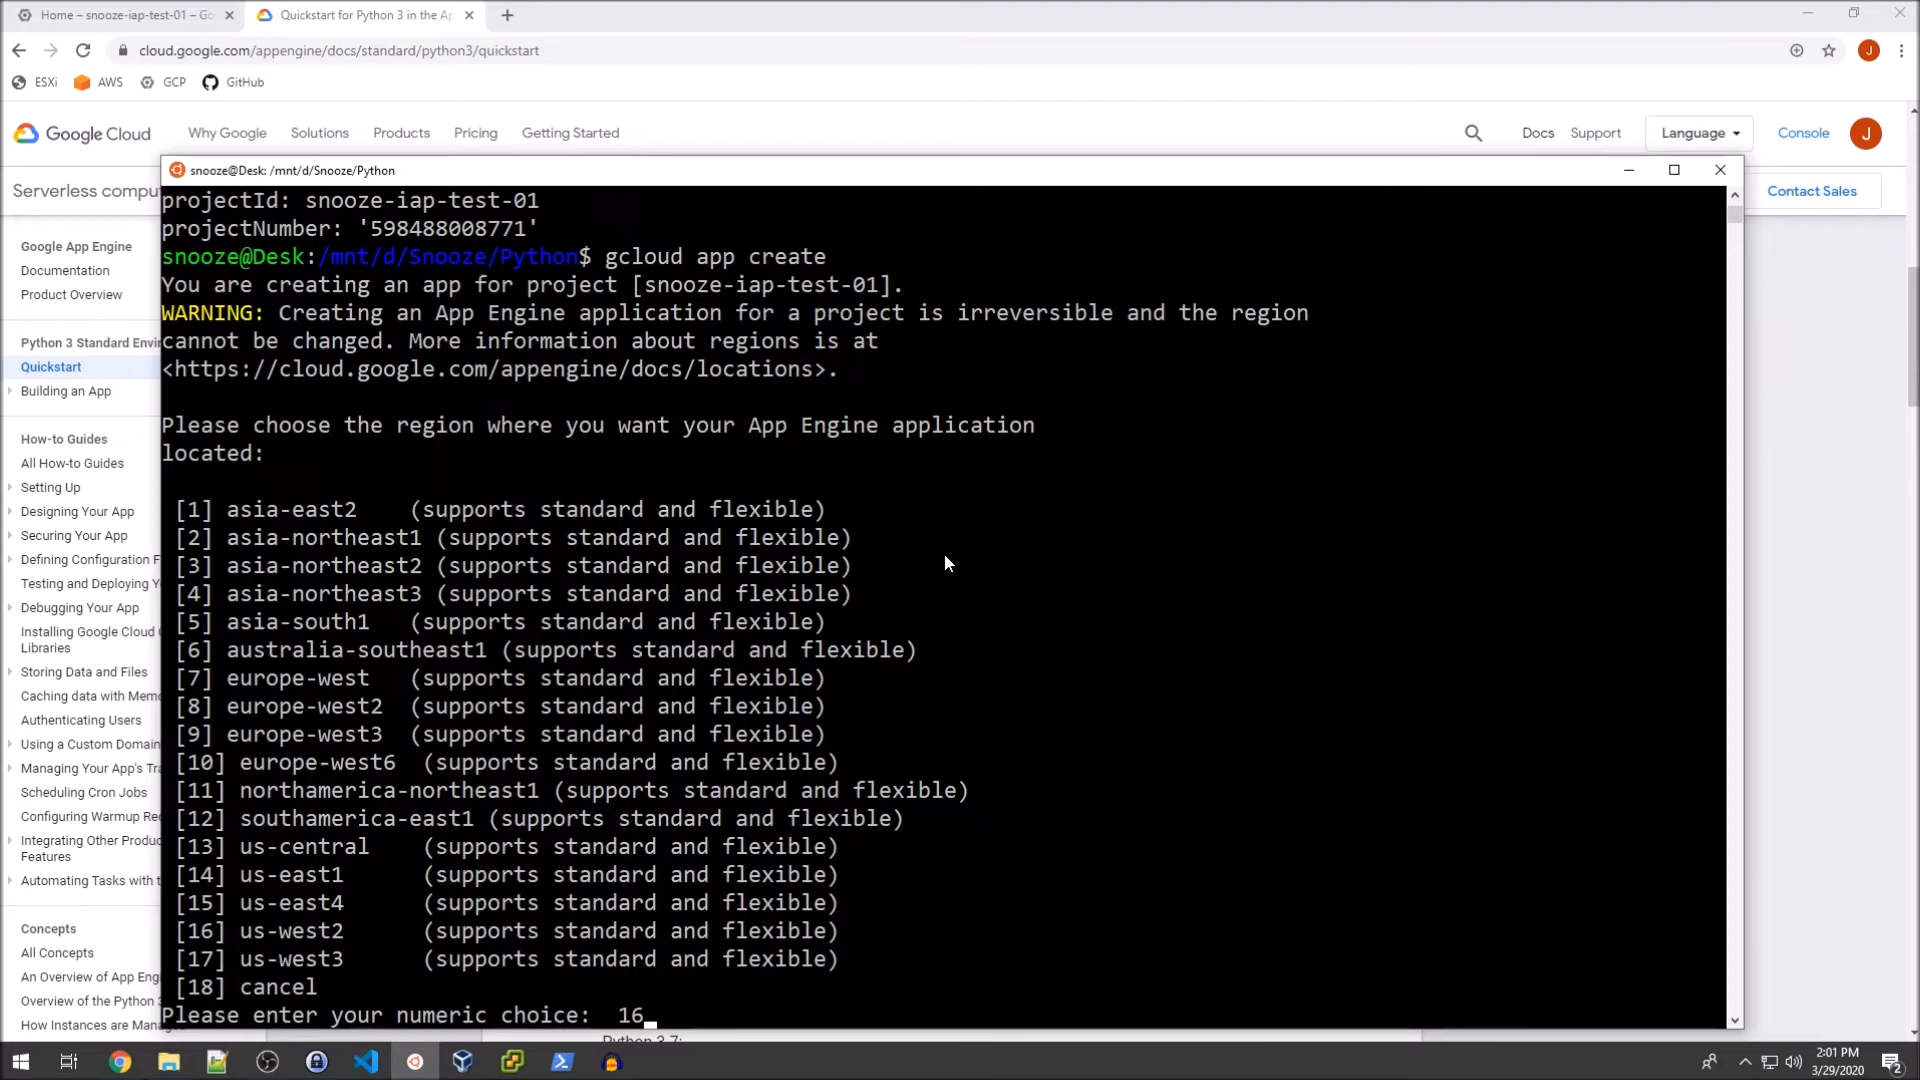 Home – snooze-iap-test-01 – Go
Quickstart for Python 3 in the Ap
cloud.google.com/appengine/docs/standard/python3/quickstart
J
ESXi
AWS
GCP
GitHub
Google Cloud
Why Google
Solutions
Products
Pricing
Getting Started
Docs
Support
Language
Console
J
Serverless compu
Contact Sales
Google App Engine
Documentation
Product Overview
Python 3 Standard Envi
Quickstart
Building an App
How-to Guides
All How-to Guides
Setting Up
Designing Your App
Securing Your App
Defining Configuration F
Testing and Deploying Y
Debugging Your App
Installing Google Cloud C
Libraries
Storing Data and Files
Caching data with Memo
Authenticating Users
Using a Custom Domain
Managing Your App's Tra
Scheduling Cron Jobs
Configuring Warmup Rec
Integrating Other Produc
Features
Automating Tasks with t
Concepts
All Concepts
An Overview of App Engi
Overview of the Python 3
How Instances are Manag
snooze@Desk: /mnt/d/Snooze/Python
projectId: snooze-iap-test-01
projectNumber: '598488008771'
snooze@Desk:/mnt/d/Snooze/Python$ gcloud app create
You are creating an app for project [snooze-iap-test-01].
WARNING: Creating an App Engine application for a project is irreversible and the region
cannot be changed. More information about regions is at
<https://cloud.google.com/appengine/docs/locations>.
Please choose the region where you want your App Engine application
located:
[1] asia-east2    (supports standard and flexible)
[2] asia-northeast1 (supports standard and flexible)
[3] asia-northeast2 (supports standard and flexible)
[4] asia-northeast3 (supports standard and flexible)
[5] asia-south1   (supports standard and flexible)
[6] australia-southeast1 (supports standard and flexible)
[7] europe-west   (supports standard and flexible)
[8] europe-west2  (supports standard and flexible)
[9] europe-west3  (supports standard and flexible)
[10] europe-west6  (supports standard and flexible)
[11] northamerica-northeast1 (supports standard and flexible)
[12] southamerica-east1 (supports standard and flexible)
[13] us-central    (supports standard and flexible)
[14] us-east1      (supports standard and flexible)
[15] us-east4      (supports standard and flexible)
[16] us-west2      (supports standard and flexible)
[17] us-west3      (supports standard and flexible)
[18] cancel
Please enter your numeric choice:  16_
Python 3.7:
2:01 PM
3/29/2020
2